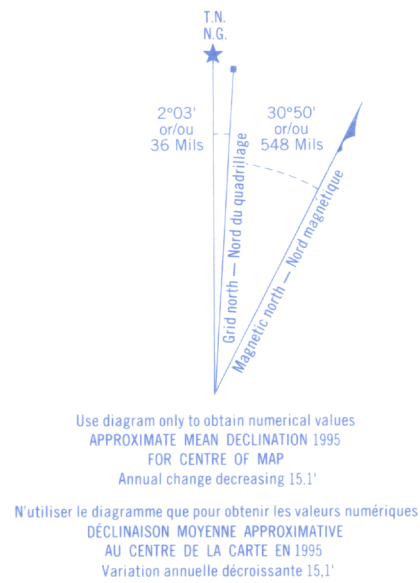 T.N.
N.G.
2°03'
or/ou
36 Mils
30°50'
or/ou
548 Mils
Grid north — Nord du quadrillage
Magnetic north — Nord magnétique
Use diagram only to obtain numerical values
APPROXIMATE MEAN DECLINATION 1995
FOR CENTRE OF MAP
Annual change decreasing 15.1'
N'utiliser le diagramme que pour obtenir les valeurs numériques
DÉCLINAISON MOYENNE APPROXIMATIVE
AU CENTRE DE LA CARTE EN 1995
Variation annuelle décroissante 15,1'